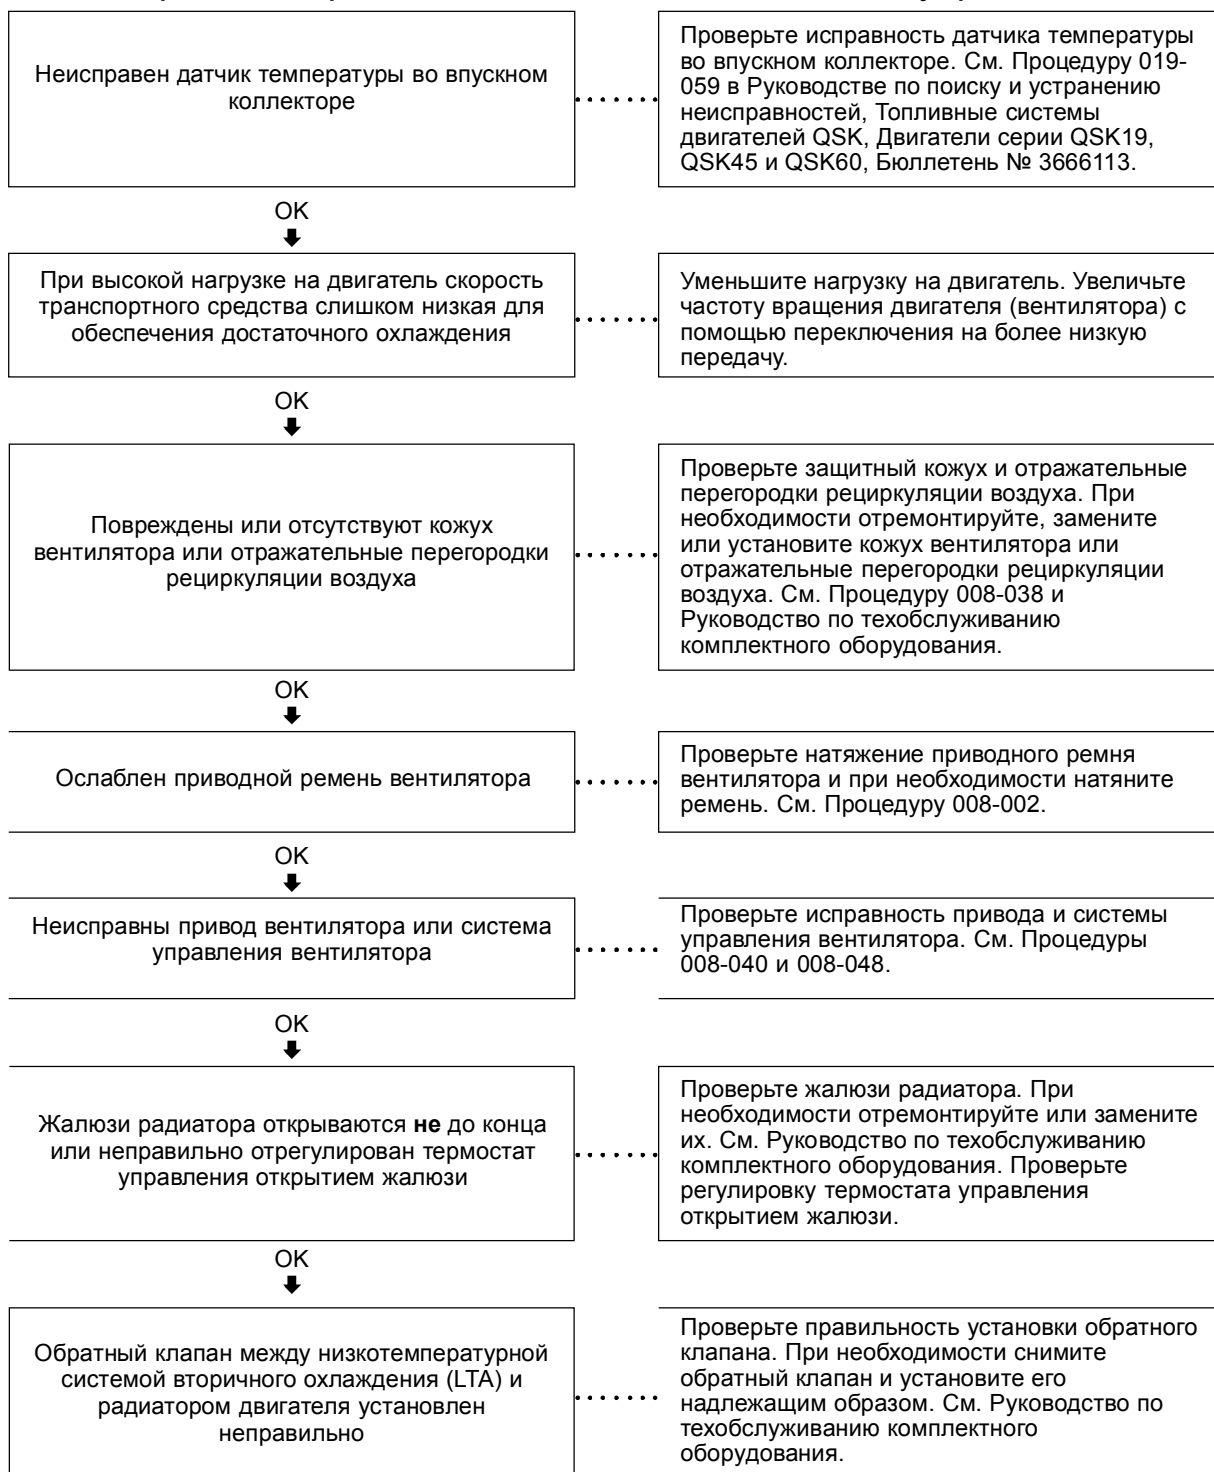 Неисправен датчик температуры во впускном
коллекторе
Проверьте исправность датчика температуры
во впускном коллекторе. См. Процедуру 019-
059 в Руководстве по поиску и устранению
неисправностей, Топливные системы
двигателей QSK, Двигатели серии QSK19,
QSK45 и QSK60, Бюллетень № 3666113.
OK
При высокой нагрузке на двигатель скорость
транспортного средства слишком низкая для
обеспечения достаточного охлаждения
Уменьшите нагрузку на двигатель. Увеличьте
частоту вращения двигателя (вентилятора) с
помощью переключения на более низкую
передачу.
OK
Повреждены или отсутствуют кожух
вентилятора или отражательные перегородки
рециркуляции воздуха
Проверьте защитный кожух и отражательные
перегородки рециркуляции воздуха. При
необходимости отремонтируйте, замените
или установите кожух вентилятора или
отражательные перегородки рециркуляции
воздуха. См. Процедуру 008-038 и
Руководство по техобслуживанию
комплектного оборудования.
OK
Ослаблен приводной ремень вентилятора
Проверьте натяжение приводного ремня
вентилятора и при необходимости натяните
ремень. См. Процедуру 008-002.
OK
Неисправны привод вентилятора или система
управления вентилятора
Проверьте исправность привода и системы
управления вентилятора. См. Процедуры
008-040 и 008-048.
OK
Жалюзи радиатора открываются не до конца
или неправильно отрегулирован термостат
управления открытием жалюзи
Проверьте жалюзи радиатора. При
необходимости отремонтируйте или замените
их. См. Руководство по техобслуживанию
комплектного оборудования. Проверьте
регулировку термостата управления
открытием жалюзи.
OK
Обратный клапан между низкотемпературной
системой вторичного охлаждения (LTA) и
радиатором двигателя установлен
неправильно
Проверьте правильность установки обратного
клапана. При необходимости снимите
обратный клапан и установите его
надлежащим образом. См. Руководство по
техобслуживанию комплектного
оборудования.